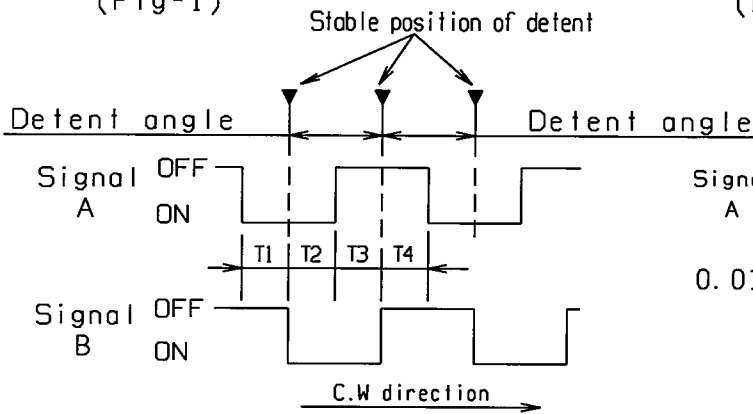 (Fig-1)
Stable position of detent
Detent angle
Detent angle
Signal A
OFF
ON
T1 T2 T3 T4
Signal B
OFF
ON
C.W direction
Signa
A
0.0